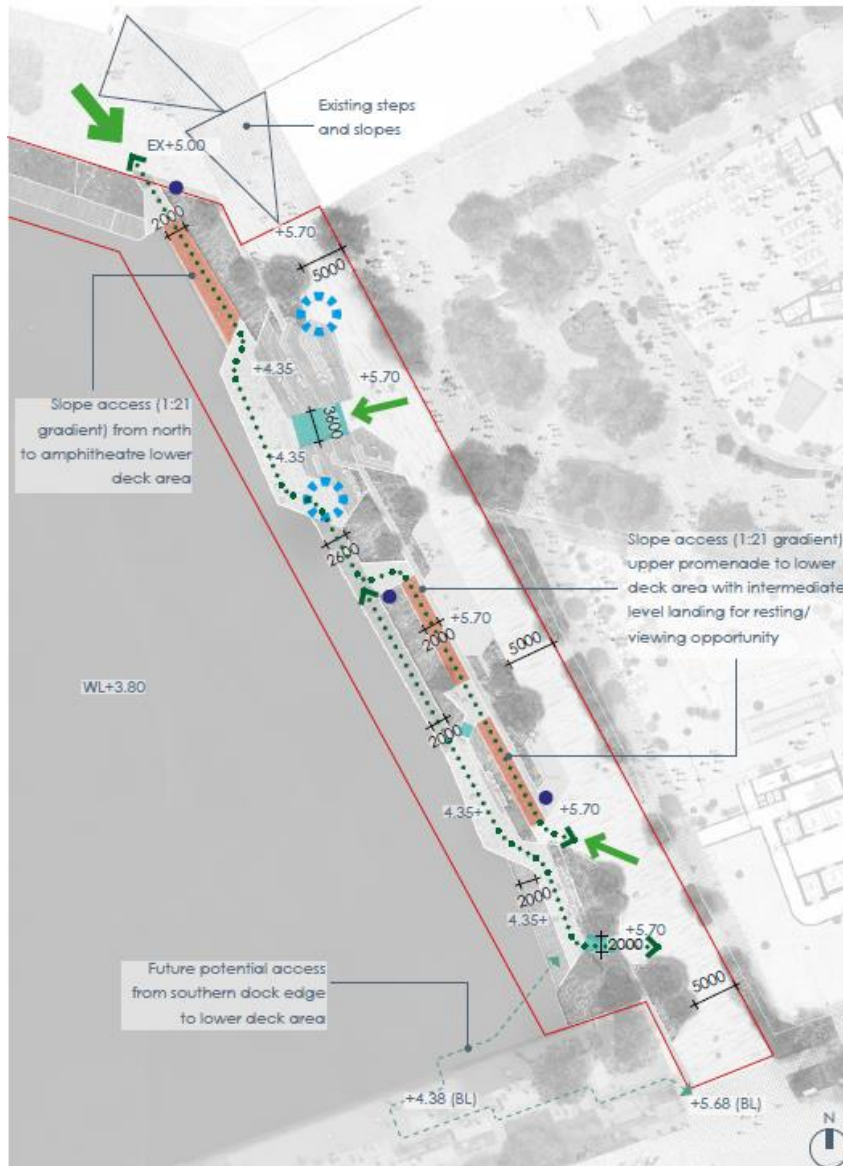 Existing steps
and slopes
EX+5.00
2000
+5.70
5000
+4.35
+5.70
Slope access (1:21
gradient) from north
to amphitheatre lower
deck area
3600
+4.35
Slope access (1:21 gradient)
upper promenade to lower
deck area with intermediate
level landing for resting/
viewing opportunity
2600
+5.70
2000
5000
WL+3.80
2000
4.35+
+5.70
2000
4.35+
+5.70
2000
Future potential access
from southern dock edge
to lower deck area
5000
+4.38 (BL)
+5.68 (BL)
N